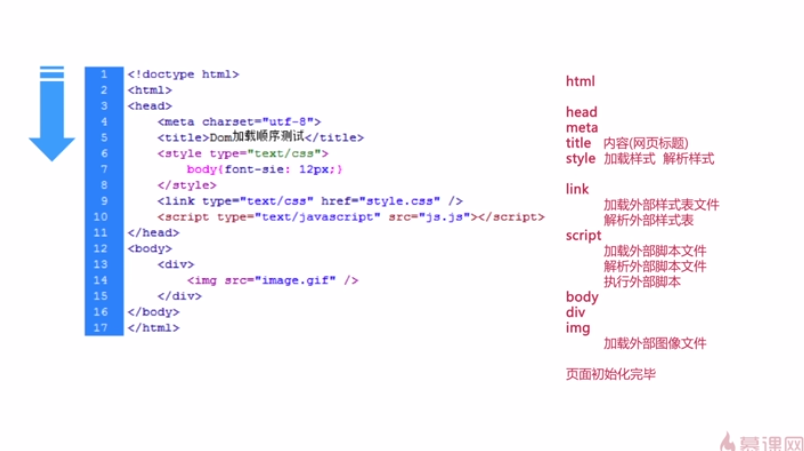 1 <!doctype html>
2 <html>
3 <head>
4 <meta charset="utf-8">
5 <title>Dom加载顺序测试</title>
6 <style type="text/css">
7 body{font-sie: 12px;}
8 </style>
9 <link type="text/css" href="style.css" />
10 <script type="text/javascript" src="js.js"></script>
11 </head>
12 <body>
13 <div>
14 <img src="image.gif" />
15 </div>
16 </body>
17 </html>
html
head
meta
title 内容(网页标题)
style 加载样式 解析样式
link
加载外部样式表文件
解析外部样式表
script
加载外部脚本文件
解析外部脚本文件
执行外部脚本
body
div
img
加载外部图像文件
页面初始化完毕
慕课网